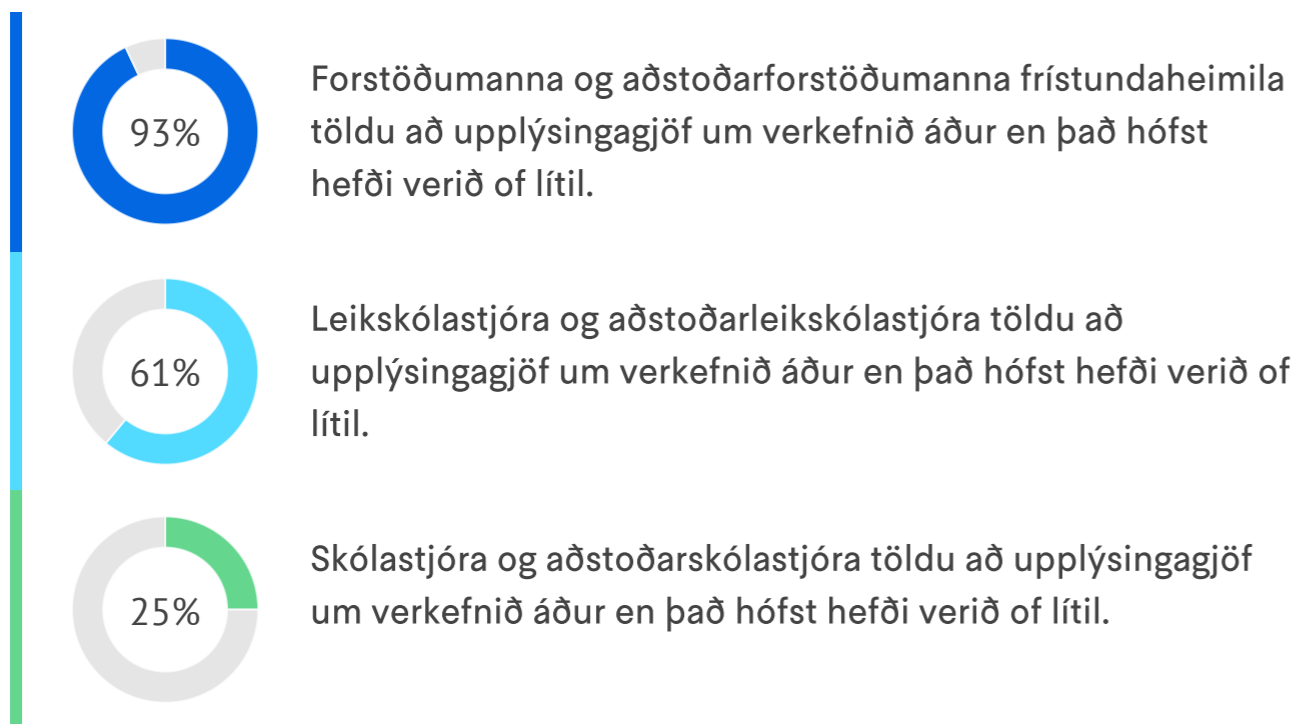 93%
Forstöðumanna og aðstoðarforstöðumanna frístundaheimila
töldu að upplýsingagjöf um verkefnið áður en það hófst
hefði verið of lítil.
61%
Leikskólastjóra og aðstoðarleikskólastjóra töldu að
upplýsingagjöf um verkefnið áður en það hófst hefði verið of
lítil.
25%
Skólastjóra og aðstoðarskólastjóra töldu að upplýsingagjöf
um verkefnið áður en það hófst hefði verið of lítil.